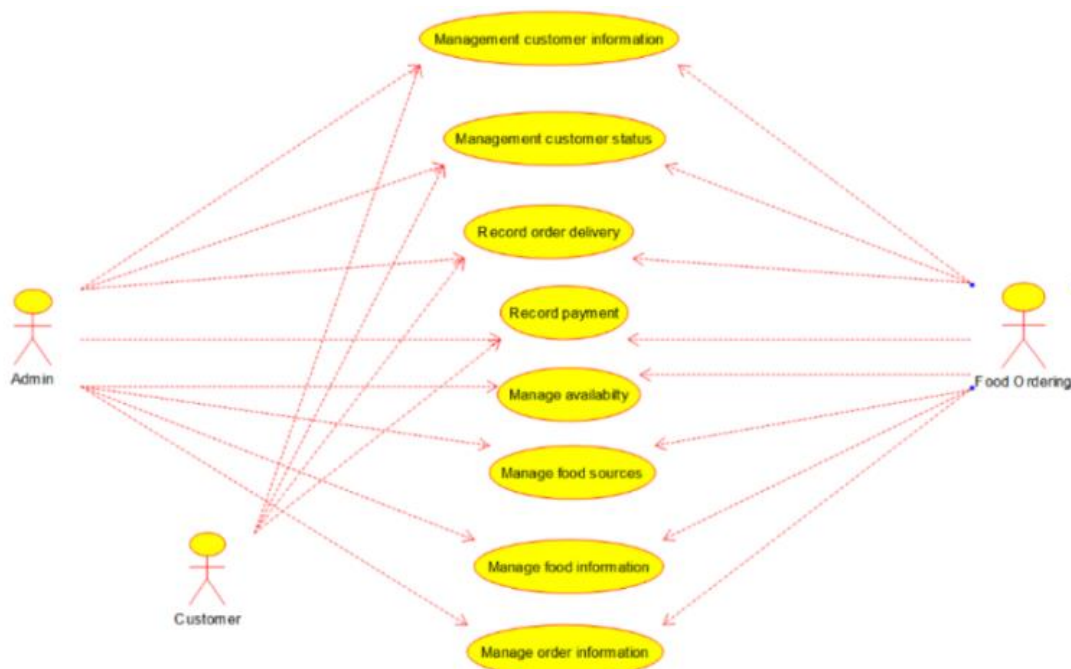 Management customer information
Management customer status
Record order delivery
Record payment
Admin
Food Ordering
Manage availabilty
Manage food sources
Manage food information
Customer
Manage order information